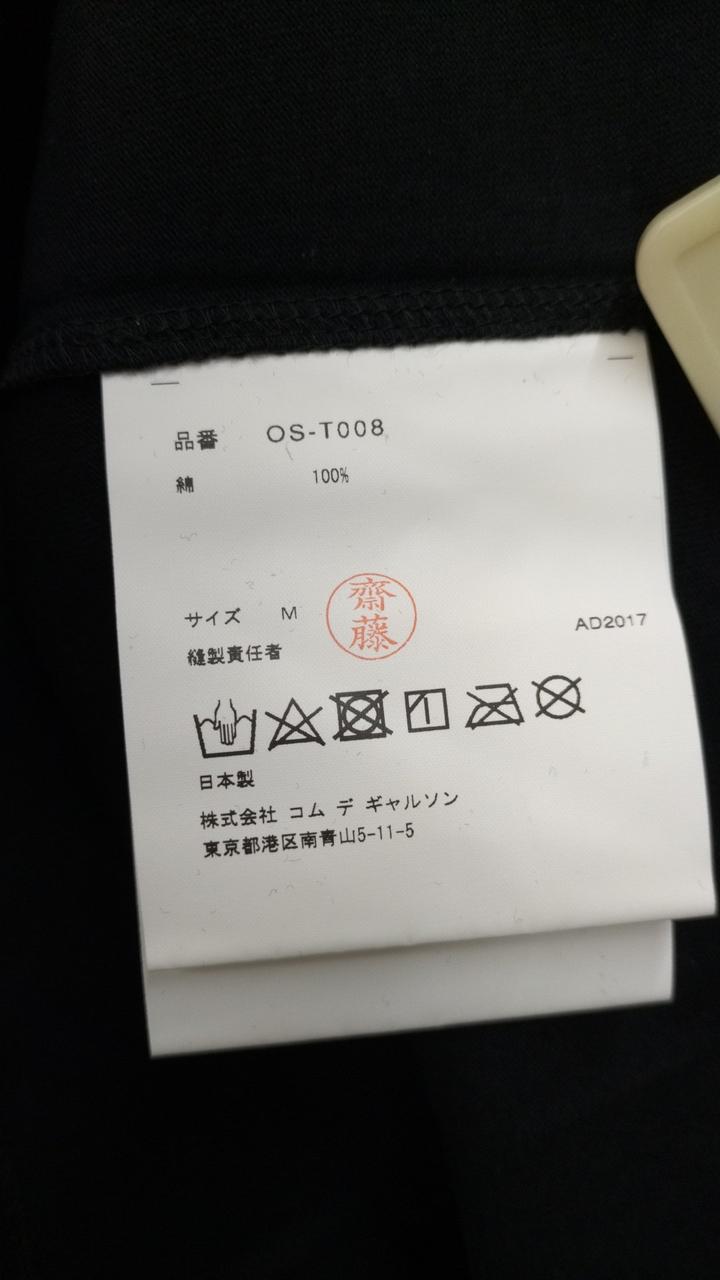 品番 OS-T008
綿 100%
サイズ M
齋藤
AD2017
縫製責任者
日本製
株式会社 コム デ ギャルソン
東京都港区南青山5-11-5